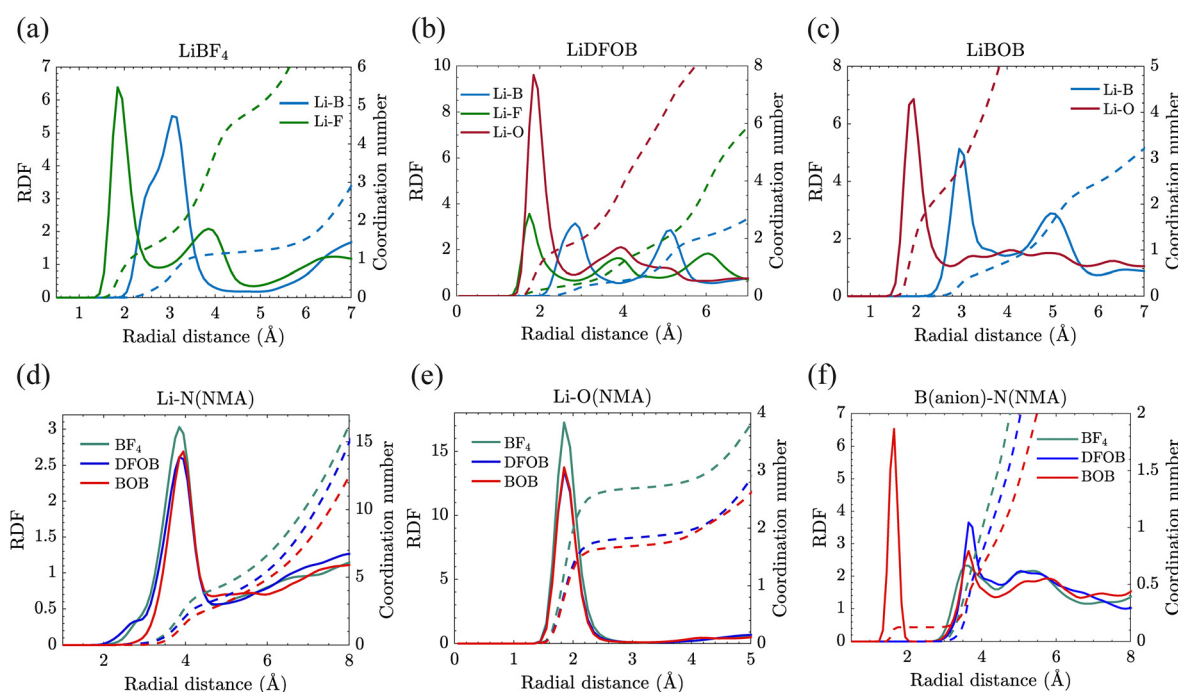 (a)
LiBF4
RDF
7
6
5
4
3
2
1
0
1 2 3 4 5 6 7
Radial distance (Å)
6
5
4
3
2
1
0
Coordination number
Li-B
Li-F
(b)
LiDFOB
RDF
10
8
6
4
2
0
0 2 4 6
Radial distance (Å)
8
6
4
2
0
Coordination number
Li-B
Li-F
Li-O
(c)
LiBOB
RDF
8
6
4
2
0
1 2 3 4 5 6 7
Radial distance (Å)
5
4
3
2
1
0
Coordination number
Li-B
Li-O
(d)
Li-N(NMA)
RDF
3
2.5
2
1.5
1
0.5
0
2 4 6 8
Radial distance (Å)
15
10
5
0
Coordination number
BF4
DFOB
BOB
(e)
Li-O(NMA)
RDF
15
10
5
0
0 1 2 3 4 5
Radial distance (Å)
4
3
2
1
0
Coordination number
BF4
DFOB
BOB
(f)
B(anion)-N(NMA)
RDF
7
6
5
4
3
2
1
0
2 4 6 8
Radial distance (Å)
2
1.5
1
0.5
0
Coordination number
BF4
DFOB
BOB